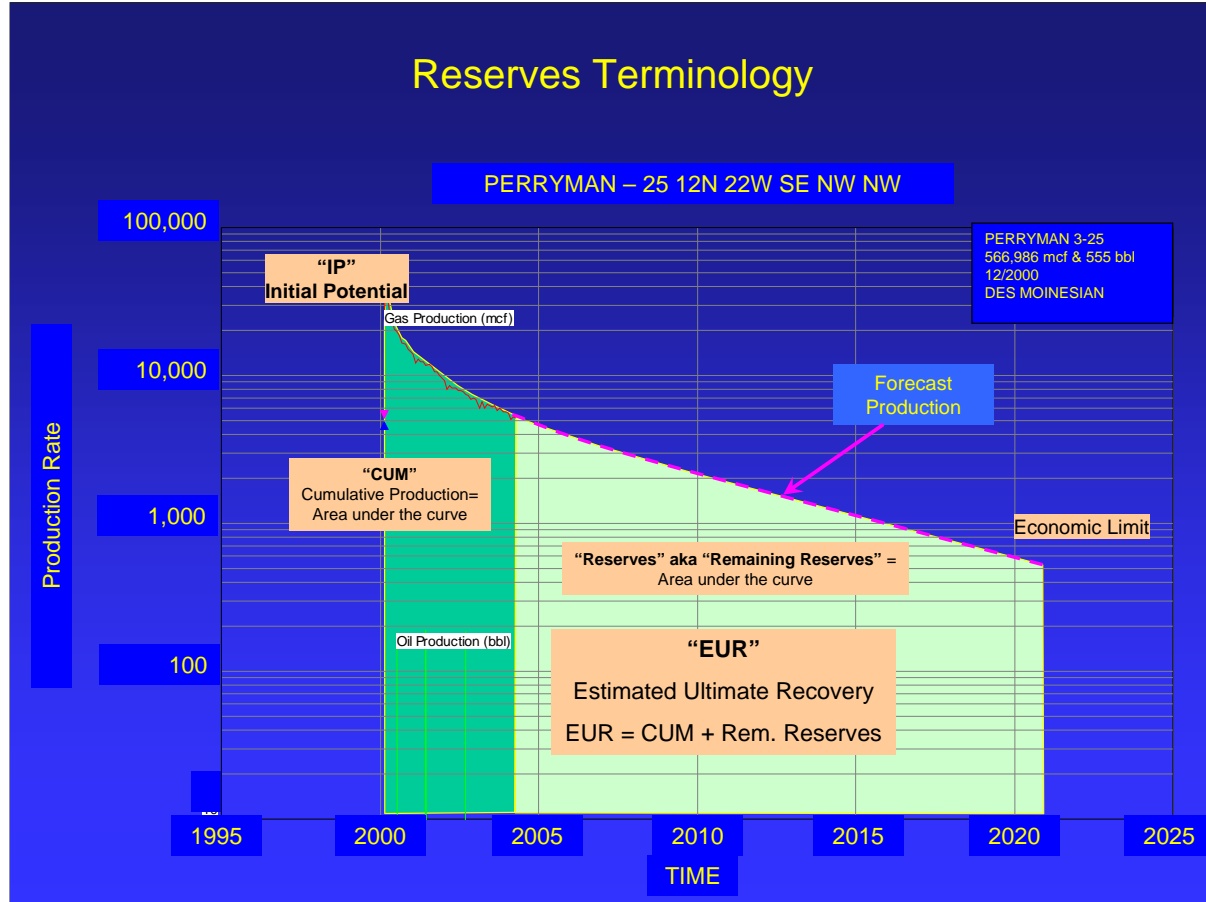 Reserves Terminology
PERRYMAN – 25 12N 22W SE NW NW
100,000
10,000
1,000
100
Production Rate
PERRYMAN 3-25
566,986 mcf & 555 bbl
12/2000
DES MOINESIAN
“IP”
Initial Potential
Gas Production (mcf)
Forecast
Production
“CUM”
Cumulative Production=
Area under the curve
Economic Limit
“Reserves” aka “Remaining Reserves” =
Area under the curve
Oil Production (bbl)
“EUR”
Estimated Ultimate Recovery
EUR = CUM + Rem. Reserves
1995
2000
2005
2010
2015
2020
2025
TIME